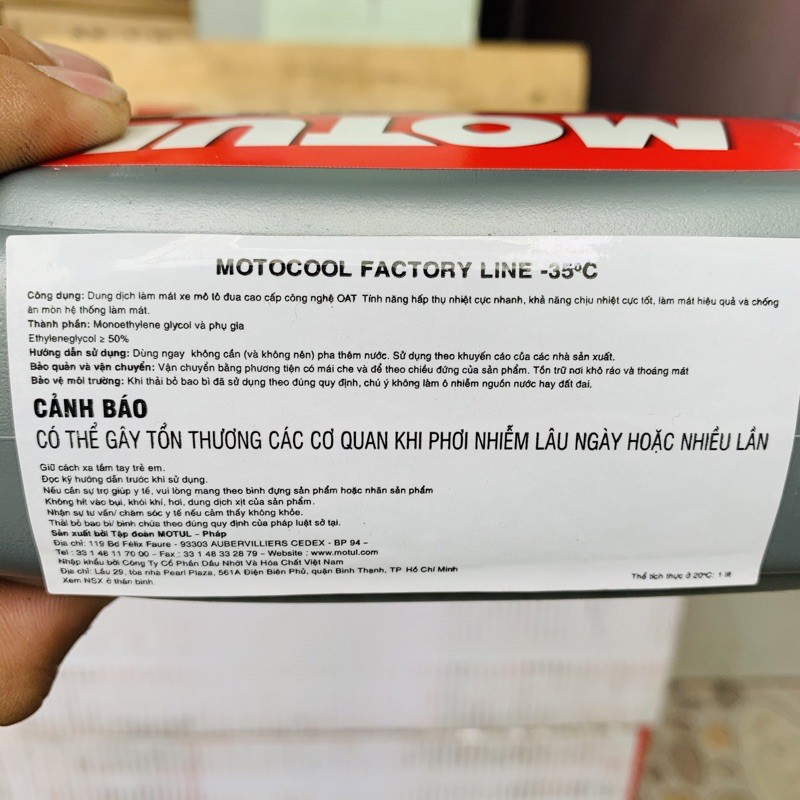 MOTUL
MOTOCOOL FACTORY LINE -35ºC
Công dụng: Dung dịch làm mát xe mô tô đua cao cấp công nghệ OAT Tính năng hấp thụ nhiệt cực nhanh, khả năng chịu nhiệt cực tốt, làm mát hiệu quả và chống
ăn mòn hệ thống làm mát.
Thành phần: Monoethylene glycol và phụ gia
Ethyleneglycol ≥ 50%
Hướng dẫn sử dụng: Dùng ngay không cần (và không nên) pha thêm nước. Sử dụng theo khuyến cáo của các nhà sản xuất.
Bảo quản và vận chuyển: Vận chuyển bằng phương tiện có mái che và để theo chiều đứng của sản phẩm. Tồn trữ nơi khô ráo và thoáng mát
Bảo vệ môi trường: Khi thải bỏ bao bì đã sử dụng theo đúng quy định, chú ý không làm ô nhiễm nguồn nước hay đất đai.
CẢNH BÁO
CÓ THỂ GÂY TỔN THƯƠNG CÁC CƠ QUAN KHI PHƠI NHIỄM LÂU NGÀY HOẶC NHIỀU LẦN
Giữ cách xa tầm tay trẻ em.
Đọc kỹ hướng dẫn trước khi sử dụng.
Nếu cần sự trợ giúp y tế, vui lòng mang theo bình đựng sản phẩm hoặc nhãn sản phẩm
Không hít vào bụi, khói khí, hơi, dung dịch xịt của sản phẩm.
Nhận sự tư vấn/ chăm sóc y tế nếu cảm thấy không khỏe.
Thải bỏ bao bì/ bình chứa theo đúng quy định của pháp luật sở tại.
Sản xuất bởi Tập đoàn MOTUL - Pháp
Địa chỉ: 119 Bd Félix Faure - 93303 AUBERVILLIERS CEDEX - BP 94 -
Tel : 33 1 48 11 70 00 - Fax : 33 1 48 33 28 79 - Website : www.motul.com
Nhập khẩu bởi Công Ty Cổ Phần Dầu Nhớt Và Hóa Chất Việt Nam
Địa chỉ: Lầu 29, tòa nhà Pearl Plaza, 561A Điện Biên Phủ, quận Bình Thạnh, TP Hồ Chí Minh
Xem NSX ở thân bình.
Thể tích thực ở 20ºC: 1 lít